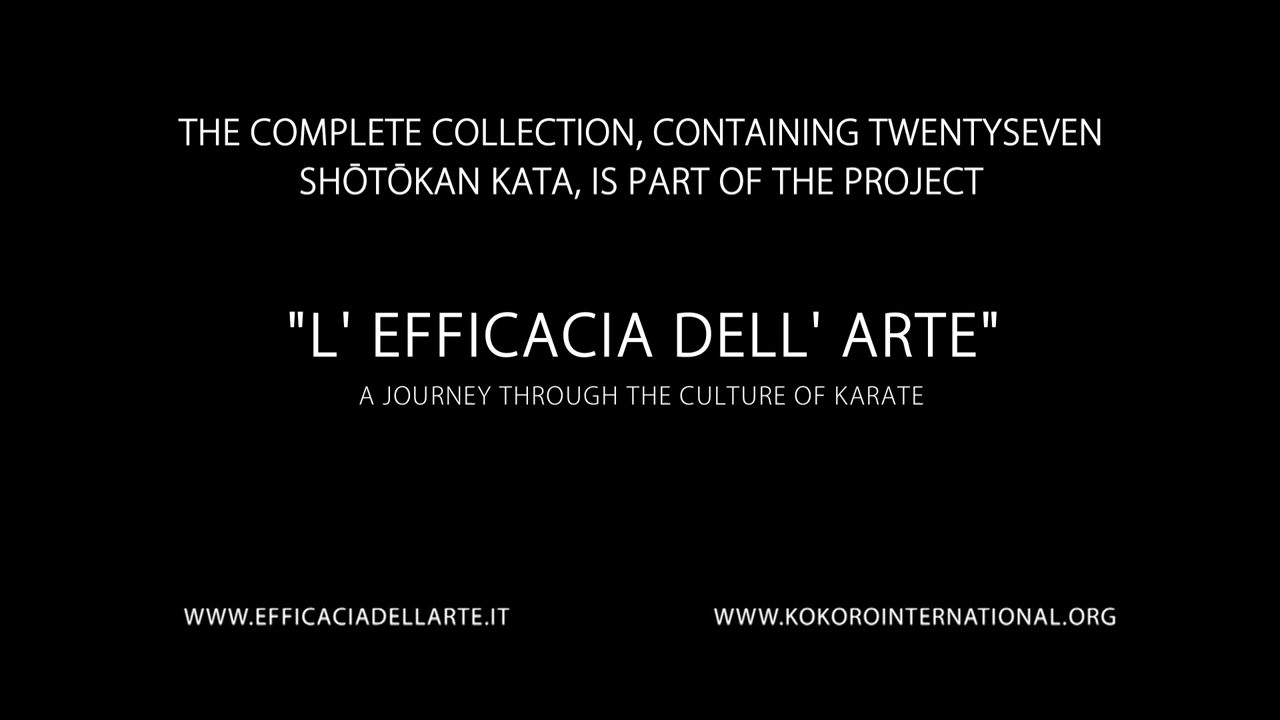 THE COMPLETE COLLECTION, CONTAINING TWENTYSEVEN
SHŌTŌKAN KATA, IS PART OF THE PROJECT
"L' EFFICACIA DELL' ARTE"
A JOURNEY THROUGH THE CULTURE OF KARATE
WWW.EFFICACIADELLARTE.IT
WWW.KOKOROINTERNATIONAL.ORG